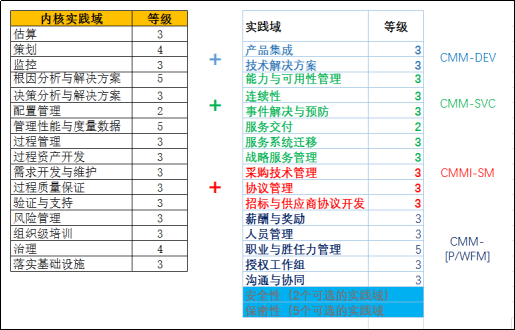 内核实践域 等级
估算 3
策划 4
监控 3
根因分析与解决方案 5
决策分析与解决方案 3
配置管理 2
管理性能与度量数据 5
过程管理 3
过程资产开发 3
需求开发与维护 3
过程质量保证 3
验证与支持 3
风险管理 3
组织级培训 3
治理 4
落实基础设施 3
+
+
+
实践域 等级
产品集成 3
技术解决方案 3
能力与可用性管理 3
连续性 3
事件解决与预防 3
服务交付 2
服务系统迁移 3
战略服务管理 3
采购技术管理 3
协议管理 3
招标与供应商协议开发 3
薪酬与奖励 3
人员管理 3
职业与胜任力管理 5
授权工作组 3
沟通与协同 3
安全性 (2个可选的实践域)
保南性 (5个可选的实践域
CMM-DEV
CMM-SVC
CMMI-SM
CMM-
[P/WFM]